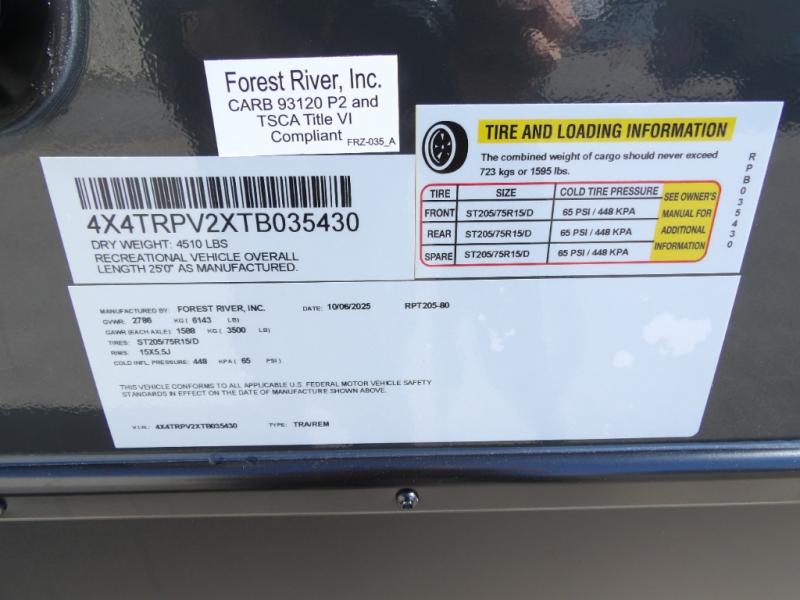 Forest River, Inc.
CARB 93120 P2 and
TSCA Title VI
Compliant
FRZ-035_A
4X4TRPV2XTB035430
DRY WEIGHT: 4510 LBS
RECREATIONAL VEHICLE OVERALL
LENGTH 25'0" AS MANUFACTURED.
TIRE AND LOADING INFORMATION
The combined weight of cargo should never exceed
723 kgs or 1595 lbs.
TIRE SIZE COLD TIRE PRESSURE
FRONT ST205/75R15/D 65 PSI / 448 KPA
REAR ST205/75R15/D 65 PSI / 448 KPA
SPARE ST205/75R15/D 65 PSI / 448 KPA
SEE OWNER'S
MANUAL FOR
ADDITIONAL
INFORMATION
RPB035430
MANUFACTURED BY: FOREST RIVER, INC. DATE: 10/06/2025 RPT205-80
GVWR: 2786 KG ( 6143 LB)
GAWR (EACH AXLE): 1588 KG ( 3500 LB)
TIRES: ST205/75R15/D
RIMS: 15X5.5J
COLD INFL. PRESSURE: 448 KPA ( 65 PSI )
THIS VEHICLE CONFORMS TO ALL APPLICABLE U.S. FEDERAL MOTOR VEHICLE SAFETY
STANDARDS IN EFFECT ON THE DATE OF MANUFACTURE SHOWN ABOVE.
V.I.N.: 4X4TRPV2XTB035430 TYPE: TRA/REM